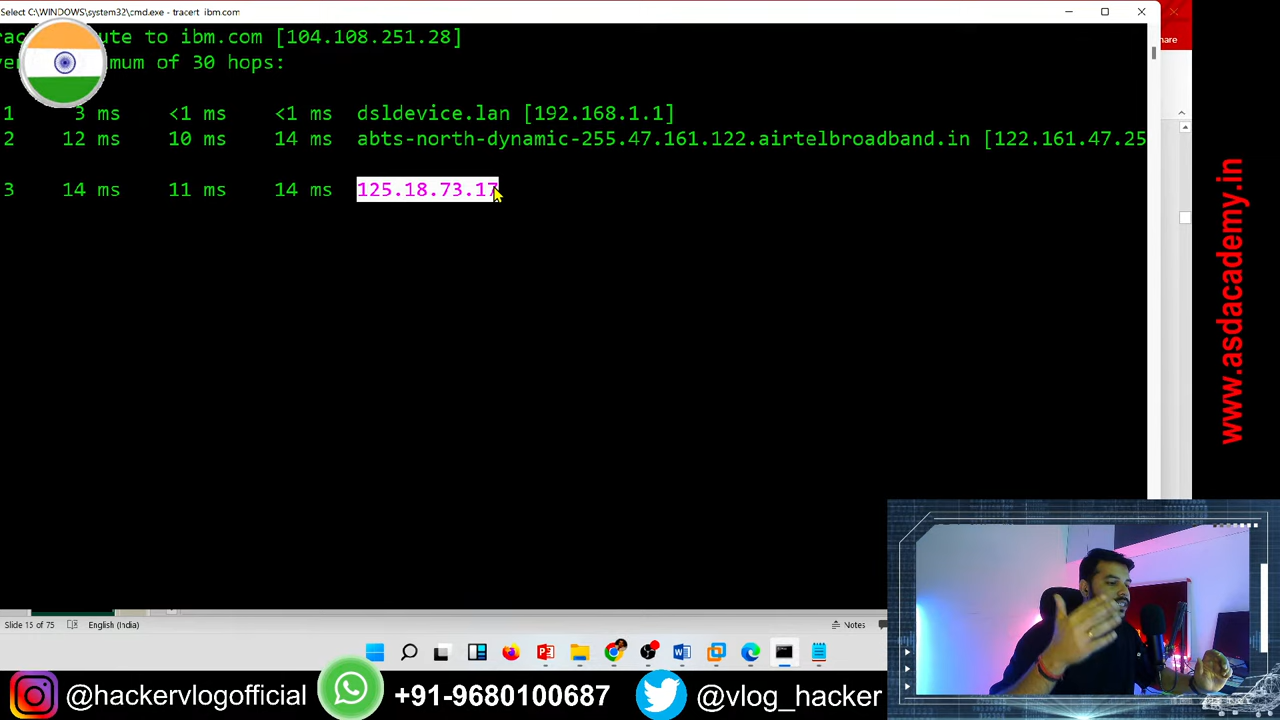 Select C:\WINDOWS\system32\cmd.exe - tracert ibm.com
ute to ibm.com [104.108.251.28]
imum of 30 hops:
1 3 ms <1 ms <1 ms dsldevice.lan [192.168.1.1]
2 12 ms 10 ms 14 ms abts-north-dynamic-255.47.161.122.airtelbroadband.in [122.161.47.25
3 14 ms 11 ms 14 ms 125.18.73.17
hare
www.asdacademy.in
Slide 15 of 75 English (India) Notes
@hackervlogofficial +91-9680100687 @vlog_hacker